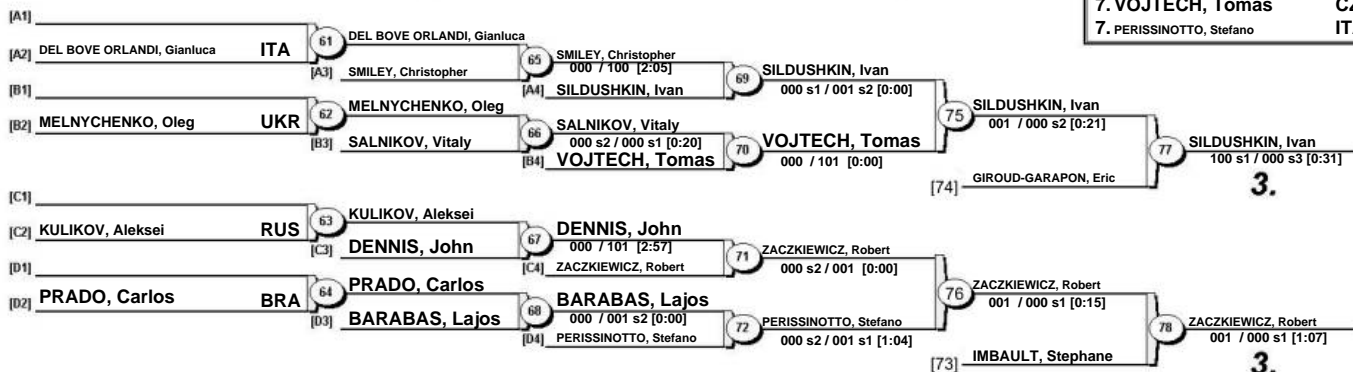 7. VOJTECH, Tomas
7. PERISSINOTTO, Stefano
[A1]
[A2] DEL BOVE ORLANDI, Gianluca ITA 61 DEL BOVE ORLANDI, Gianluca
[A3] SMILEY, Christopher 65 SMILEY, Christopher
000 / 100 [2:05]
[A4] SILDUSHKIN, Ivan 69 SILDUSHKIN, Ivan
000 s1 / 001 s2 [0:00]
[B1]
[B2] MELNYCHENKO, Oleg UKR 62 MELNYCHENKO, Oleg
[B3] SALNIKOV, Vitaly 66 SALNIKOV, Vitaly
000 s2 / 000 s1 [0:20]
[B4] VOJTECH, Tomas 70 VOJTECH, Tomas
000 / 101 [0:00]
75 SILDUSHKIN, Ivan
001 / 000 s2 [0:21]
[74] GIROUD-GARAPON, Eric 77 SILDUSHKIN, Ivan
100 s1 / 000 s3 [0:31]
3.
[C1]
[C2] KULIKOV, Aleksei RUS 63 KULIKOV, Aleksei
[C3] DENNIS, John 67 DENNIS, John
000 / 101 [2:57]
[C4] ZACZKIEWICZ, Robert 71 ZACZKIEWICZ, Robert
000 s2 / 001 [0:00]
[D1]
[D2] PRADO, Carlos BRA 64 PRADO, Carlos
[D3] BARABAS, Lajos 68 BARABAS, Lajos
000 / 001 s2 [0:00]
[D4] PERISSINOTTO, Stefano 72 PERISSINOTTO, Stefano
000 s2 / 001 s1 [1:04]
76 ZACZKIEWICZ, Robert
001 / 000 s1 [0:15]
[73] IMBAULT, Stephane 78 ZACZKIEWICZ, Robert
001 / 000 s1 [1:07]
3.